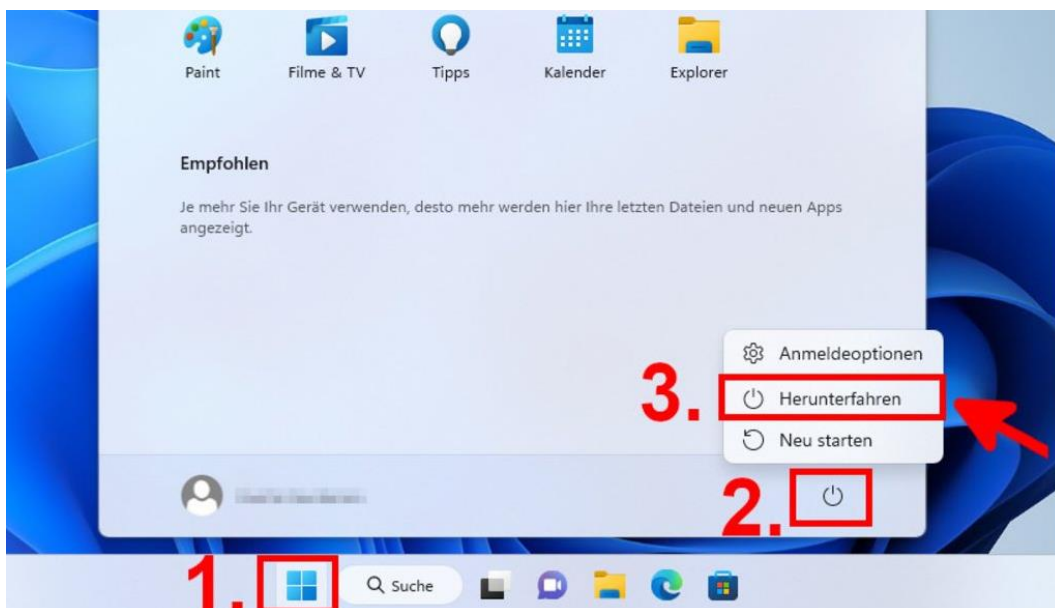 Paint Filme & TV Tipps Kalender Explorer
Empfohlen
Je mehr Sie Ihr Gerät verwenden, desto mehr werden hier Ihre letzten Dateien und neuen Apps
angezeigt.
Anmeldeoptionen
3. Herunterfahren
Neu starten
2.
1. Suche